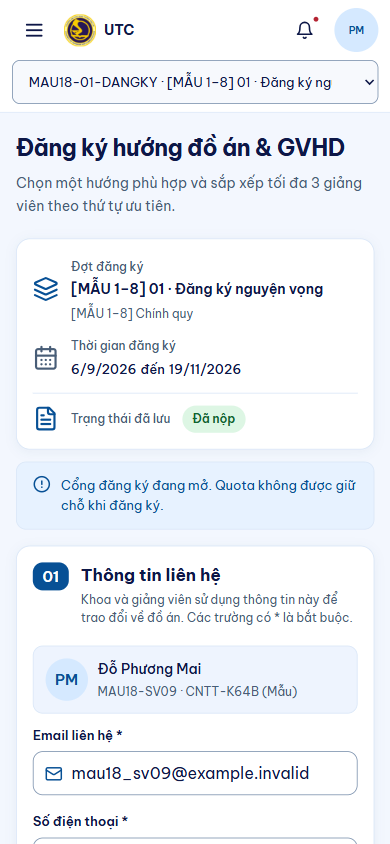 UTC
PM
MAU18-01-DANGKY · [MẪU 1–8] 01 · Đăng ký ng
Đăng ký hướng đồ án & GVHD
Chọn một hướng phù hợp và sắp xếp tối đa 3 giảng
viên theo thứ tự ưu tiên.
Đợt đăng ký
[MẪU 1–8] 01 · Đăng ký nguyện vọng
[MẪU 1–8] Chính quy
Thời gian đăng ký
6/9/2026 đến 19/11/2026
Trạng thái đã lưu Đã nộp
Cổng đăng ký đang mở. Quota không được giữ
chỗ khi đăng ký.
01 Thông tin liên hệ
Khoa và giảng viên sử dụng thông tin này để
trao đổi về đồ án. Các trường có * là bắt buộc.
PM Đỗ Phương Mai
MAU18-SV09 · CNTT-K64B (Mẫu)
Email liên hệ *
mau18_sv09@example.invalid
Số điện thoại *